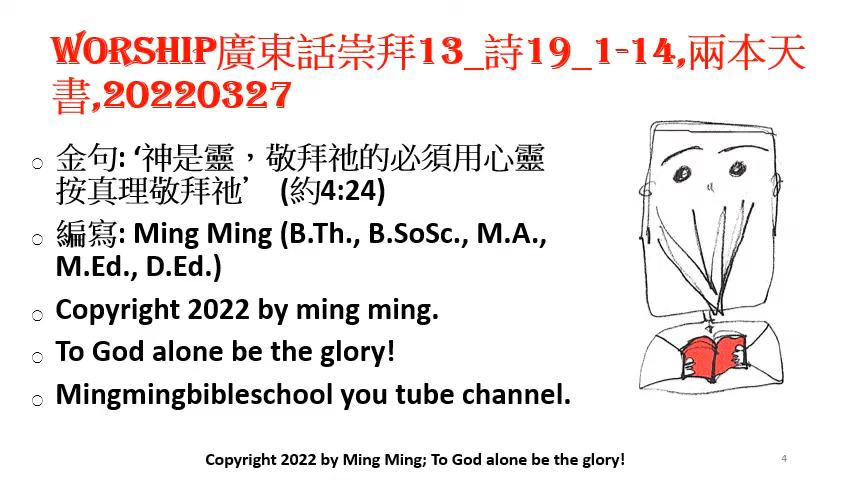 WORSHIP廣東話崇拜13_詩19_1-14,兩本天
書,20220327
金句: ‘神是靈，敬拜祂的必須用心靈
按真理敬拜祂’ (約4:24)
編寫: Ming Ming (B.Th., B.SoSc., M.A.,
M.Ed., D.Ed.)
Copyright 2022 by ming ming.
To God alone be the glory!
Mingmingbibleschool you tube channel.
Copyright 2022 by Ming Ming; To God alone be the glory!
4